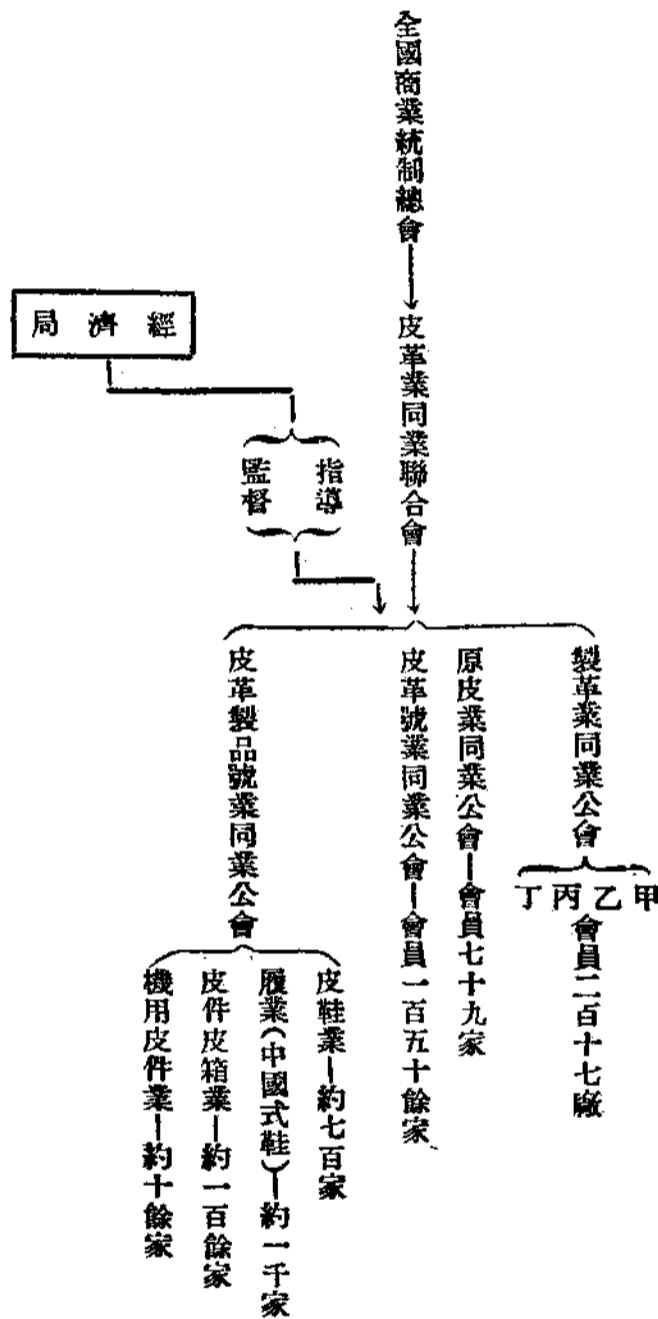 全國商業統制總會
皮革業同業聯合會
經濟局
指導
監督
製革業同業公會
甲乙丙丁
會員二百十七廠
原皮業同業公會－會員七十九家
皮革號業同業公會－會員一百五十餘家
皮革製品號業同業公會
皮鞋業－約七百家
履業(中國式鞋)－約一千家
皮件皮箱業－約一百餘家
機用皮件業－約十餘家